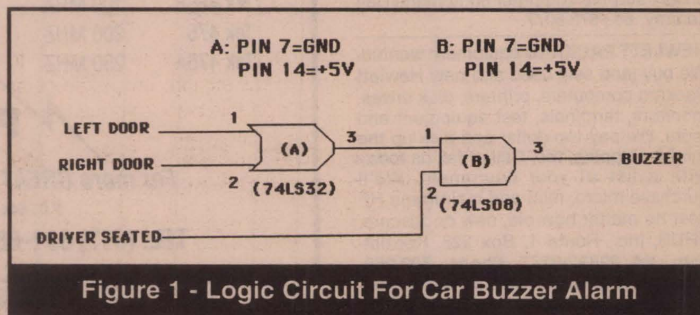 A: PIN 7=GND
PIN 14=+5V
B: PIN 7=GND
PIN 14=+5V
LEFT DOOR
1
(A)
3
RIGHT DOOR
2
(74LS32)
1
(B)
3
BUZZER
2
(74LS08)
DRIVER SEATED
Figure 1 - Logic Circuit For Car Buzzer Alarm